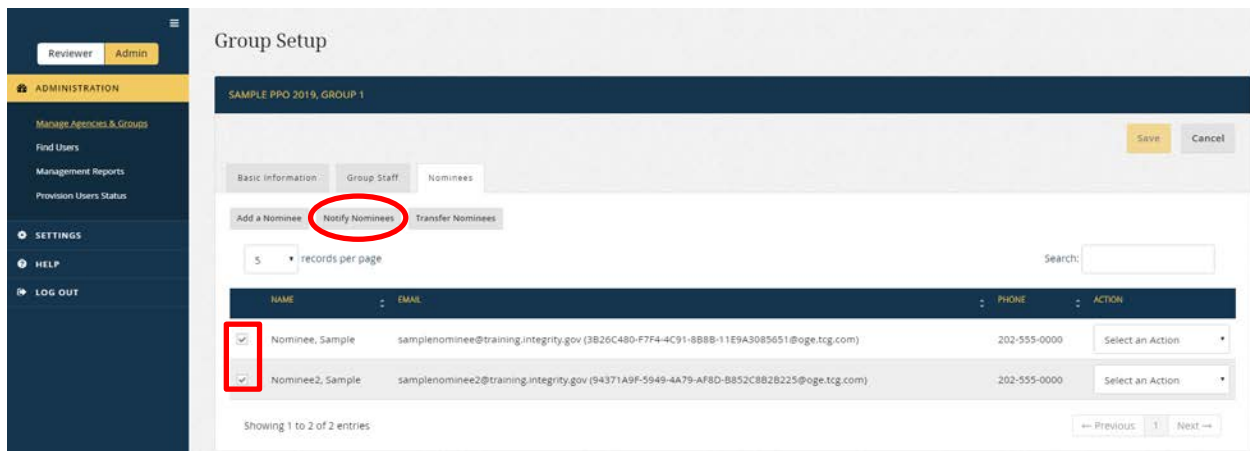 Reviewer Admin
ADMINISTRATION
Manage Agencies & Groups
Find Users
Management Reports
Provision Users Status
SETTINGS
HELP
LOG OUT
Group Setup
SAMPLE PPO 2019, GROUP 1
Save Cancel
Basic Information Group Staff Nominees
Add a Nominee Notify Nominees Transfer Nominees
5 records per page Search:
NAME EMAIL PHONE ACTION
Nominee, Sample samplenominee@training.integrity.gov (3B26C480-F7F4-4C91-8B8B-11E9A3085651@oge.tcg.com) 202-555-0000 Select an Action
Nominee2, Sample samplenominee2@training.integrity.gov (94371A9F-5949-4A79-AF8D-B852C8B2B225@oge.tcg.com) 202-555-0000 Select an Action
Showing 1 to 2 of 2 entries ← Previous 1 Next →